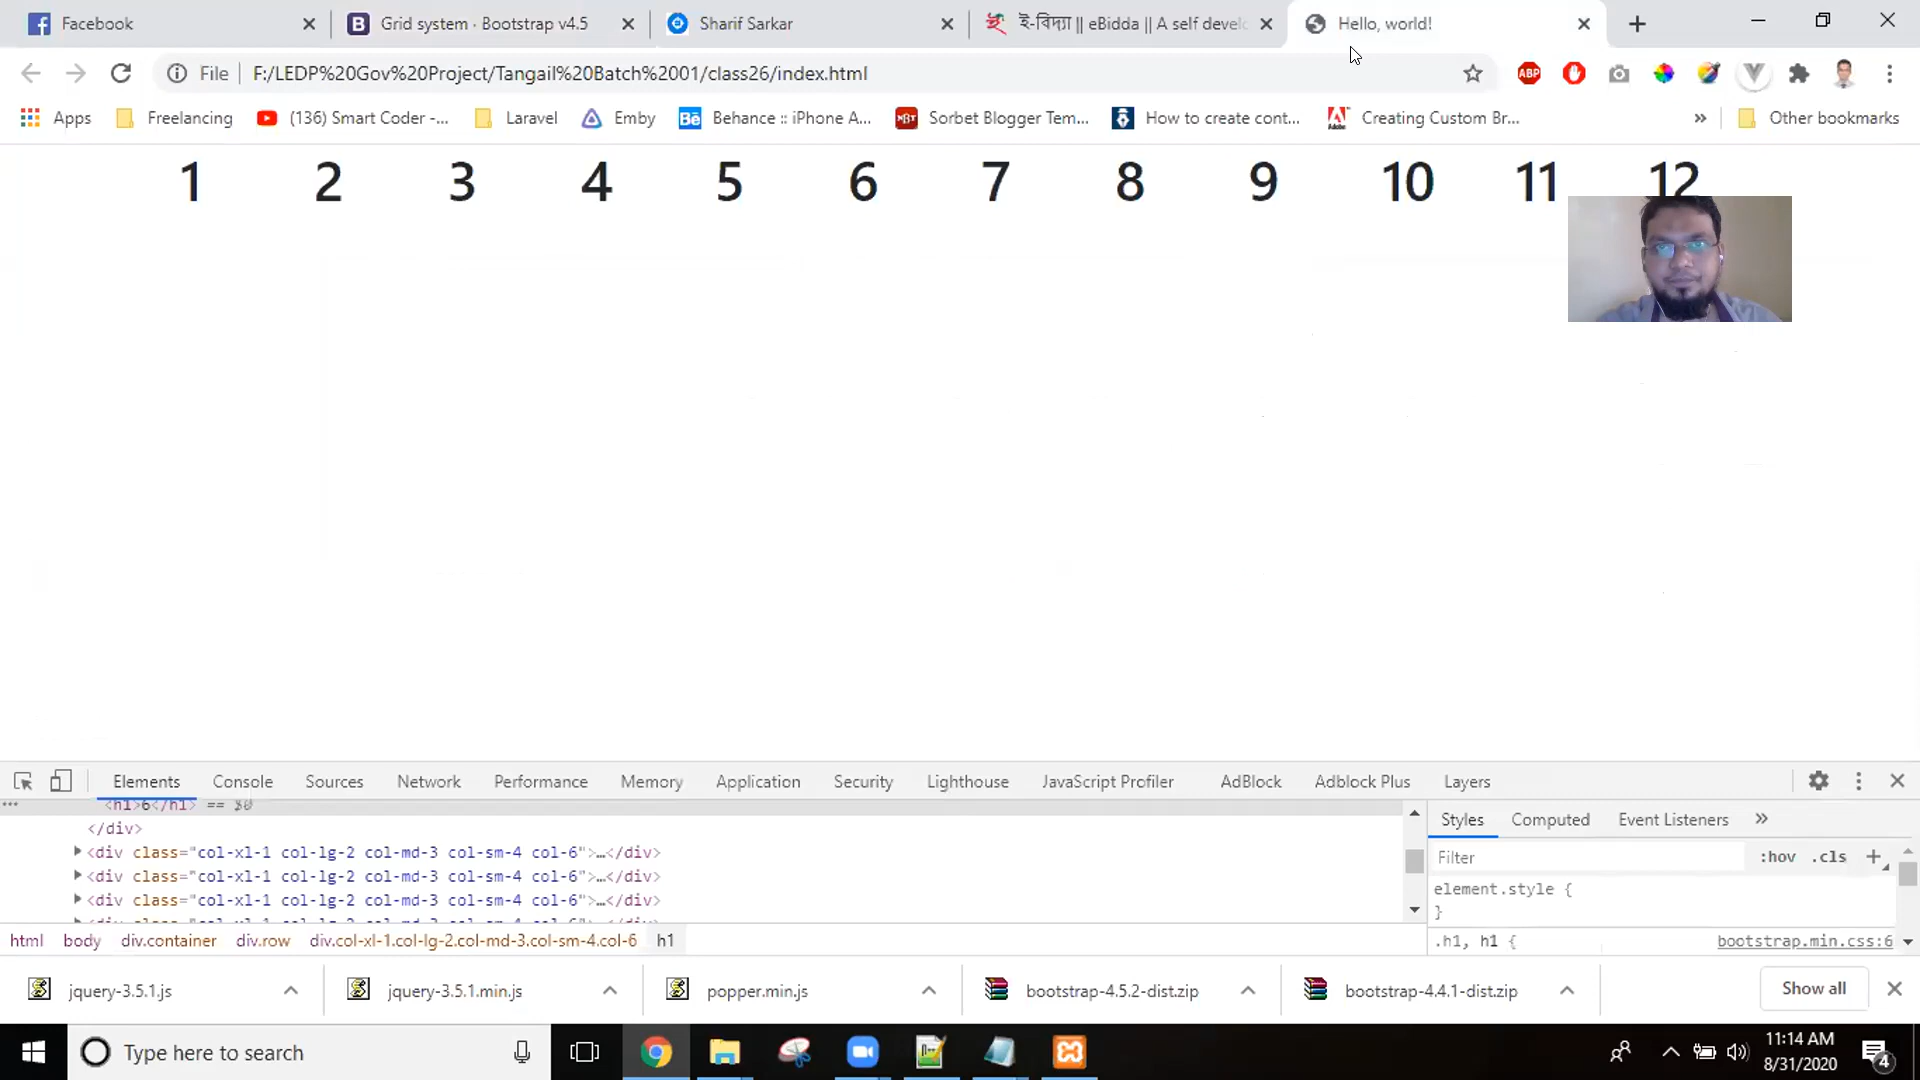 Facebook
Grid system · Bootstrap v4.5
Sharif Sarkar
ই-বিদ্যা || eBidda || A self develo
Hello, world!
File
F:/LEDP%20Gov%20Project/Tangail%20Batch%2001/class26/index.html
ABP
Apps
Freelancing
(136) Smart Coder -...
Laravel
Emby
Behance :: iPhone A...
Sorbet Blogger Tem...
How to create cont...
Creating Custom Br...
»
Other bookmarks
1 2 3 4 5 6 7 8 9 10 11 12
Elements Console Sources Network Performance Memory Application Security Lighthouse JavaScript Profiler AdBlock Adblock Plus Layers
<h1>6</h1> == $0
</div>
<div class="col-xl-1 col-lg-2 col-md-3 col-sm-4 col-6">…</div>
<div class="col-xl-1 col-lg-2 col-md-3 col-sm-4 col-6">…</div>
<div class="col-xl-1 col-lg-2 col-md-3 col-sm-4 col-6">…</div>
Styles Computed Event Listeners »
Filter :hov .cls +
element.style {
}
.h1, h1 { bootstrap.min.css:6
html body div.container div.row div.col-xl-1.col-lg-2.col-md-3.col-sm-4.col-6 h1
jquery-3.5.1.js
jquery-3.5.1.min.js
popper.min.js
bootstrap-4.5.2-dist.zip
bootstrap-4.4.1-dist.zip
Show all
Type here to search
11:14 AM
8/31/2020
4